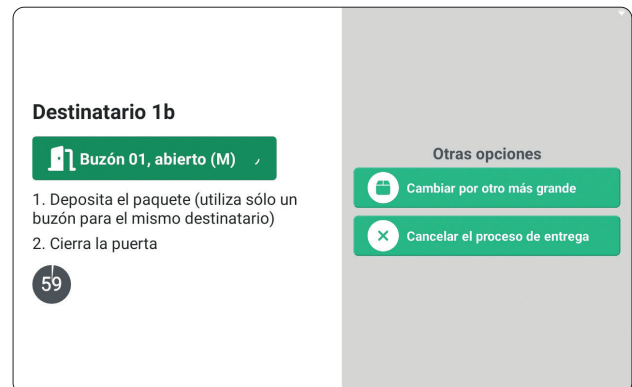 Destinatario 1b
Buzón 01, abierto (M)
1. Deposita el paquete (utiliza sólo un
buzón para el mismo destinatario)
2. Cierra la puerta
59
Otras opciones
Cambiar por otro más grande
Cancelar el proceso de entrega